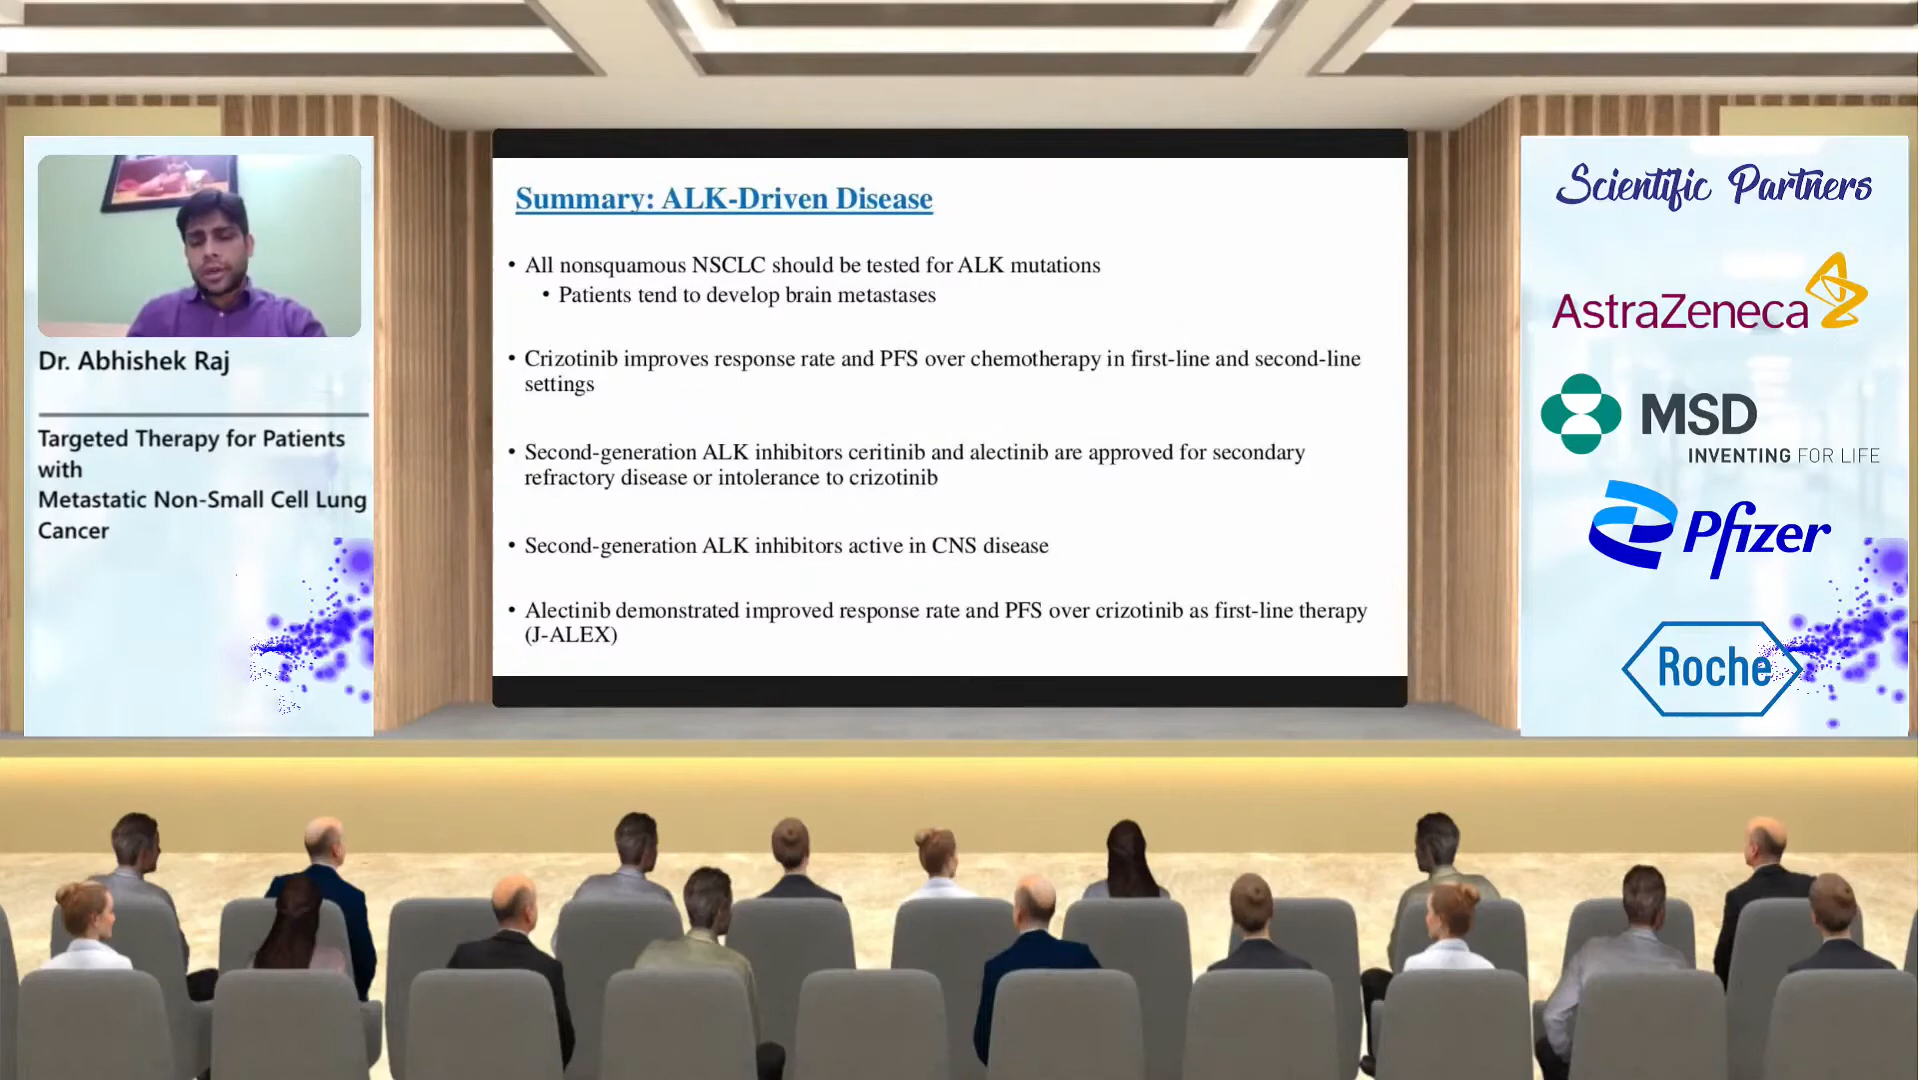 Dr. Abhishek Raj
Targeted Therapy for Patients
with
Metastatic Non-Small Cell Lung
Cancer
Summary: ALK-Driven Disease
• All nonsquamous NSCLC should be tested for ALK mutations
• Patients tend to develop brain metastases
• Crizotinib improves response rate and PFS over chemotherapy in first-line and second-line
settings
• Second-generation ALK inhibitors ceritinib and alectinib are approved for secondary
refractory disease or intolerance to crizotinib
• Second-generation ALK inhibitors active in CNS disease
• Alectinib demonstrated improved response rate and PFS over crizotinib as first-line therapy
(J-ALEX)
Scientific Partners
AstraZeneca
MSD
INVENTING FOR LIFE
Pfizer
Roche